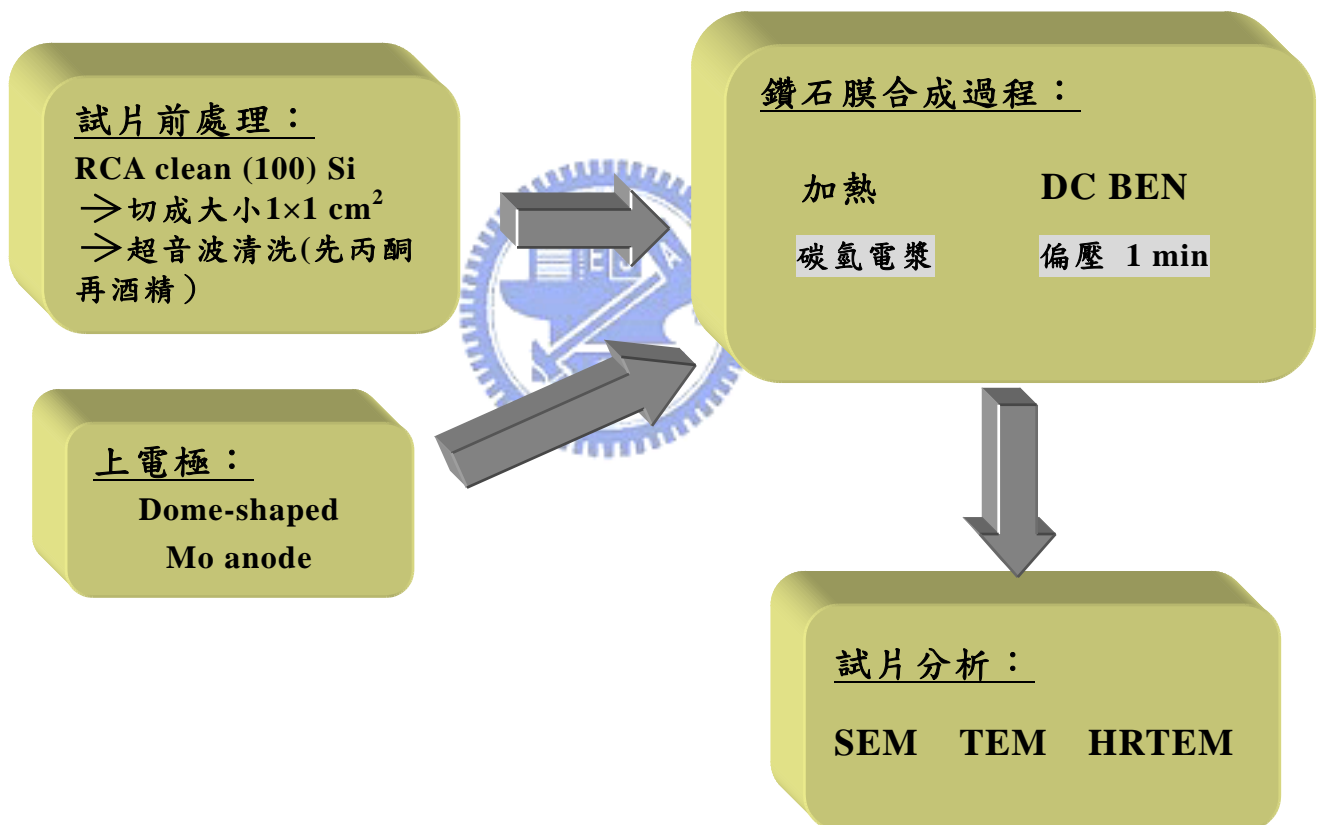 試片前處理：
RCA clean (100) Si
→切成大小1×1 cm²
→超音波清洗(先丙酮
再酒精）
上電極：
Dome-shaped
Mo anode
鑽石膜合成過程：
加熱 DC BEN
碳氫電漿 偏壓 1 min
試片分析：
SEM TEM HRTEM